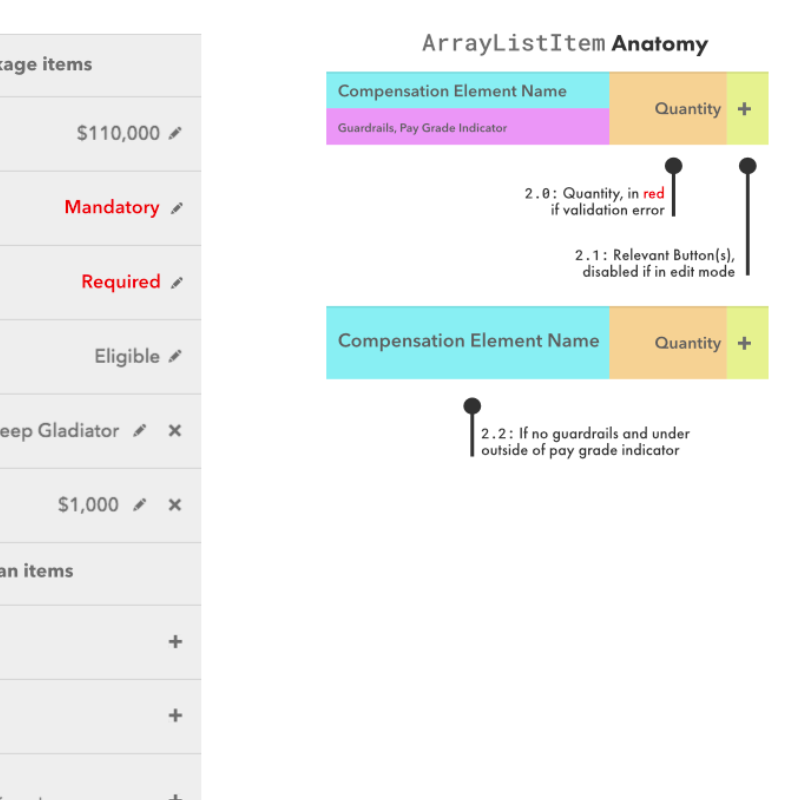 ArrayListItem Anatomy
kage items
$110,000
Mandatory
Required
Eligible
eep Gladiator
$1,000
an items
Compensation Element Name
Guardrails, Pay Grade Indicator
Quantity
2.0: Quantity, in red
if validation error
2.1: Relevant Button(s),
disabled if in edit mode
Compensation Element Name
Quantity
2.2: If no guardrails and under
outside of pay grade indicator